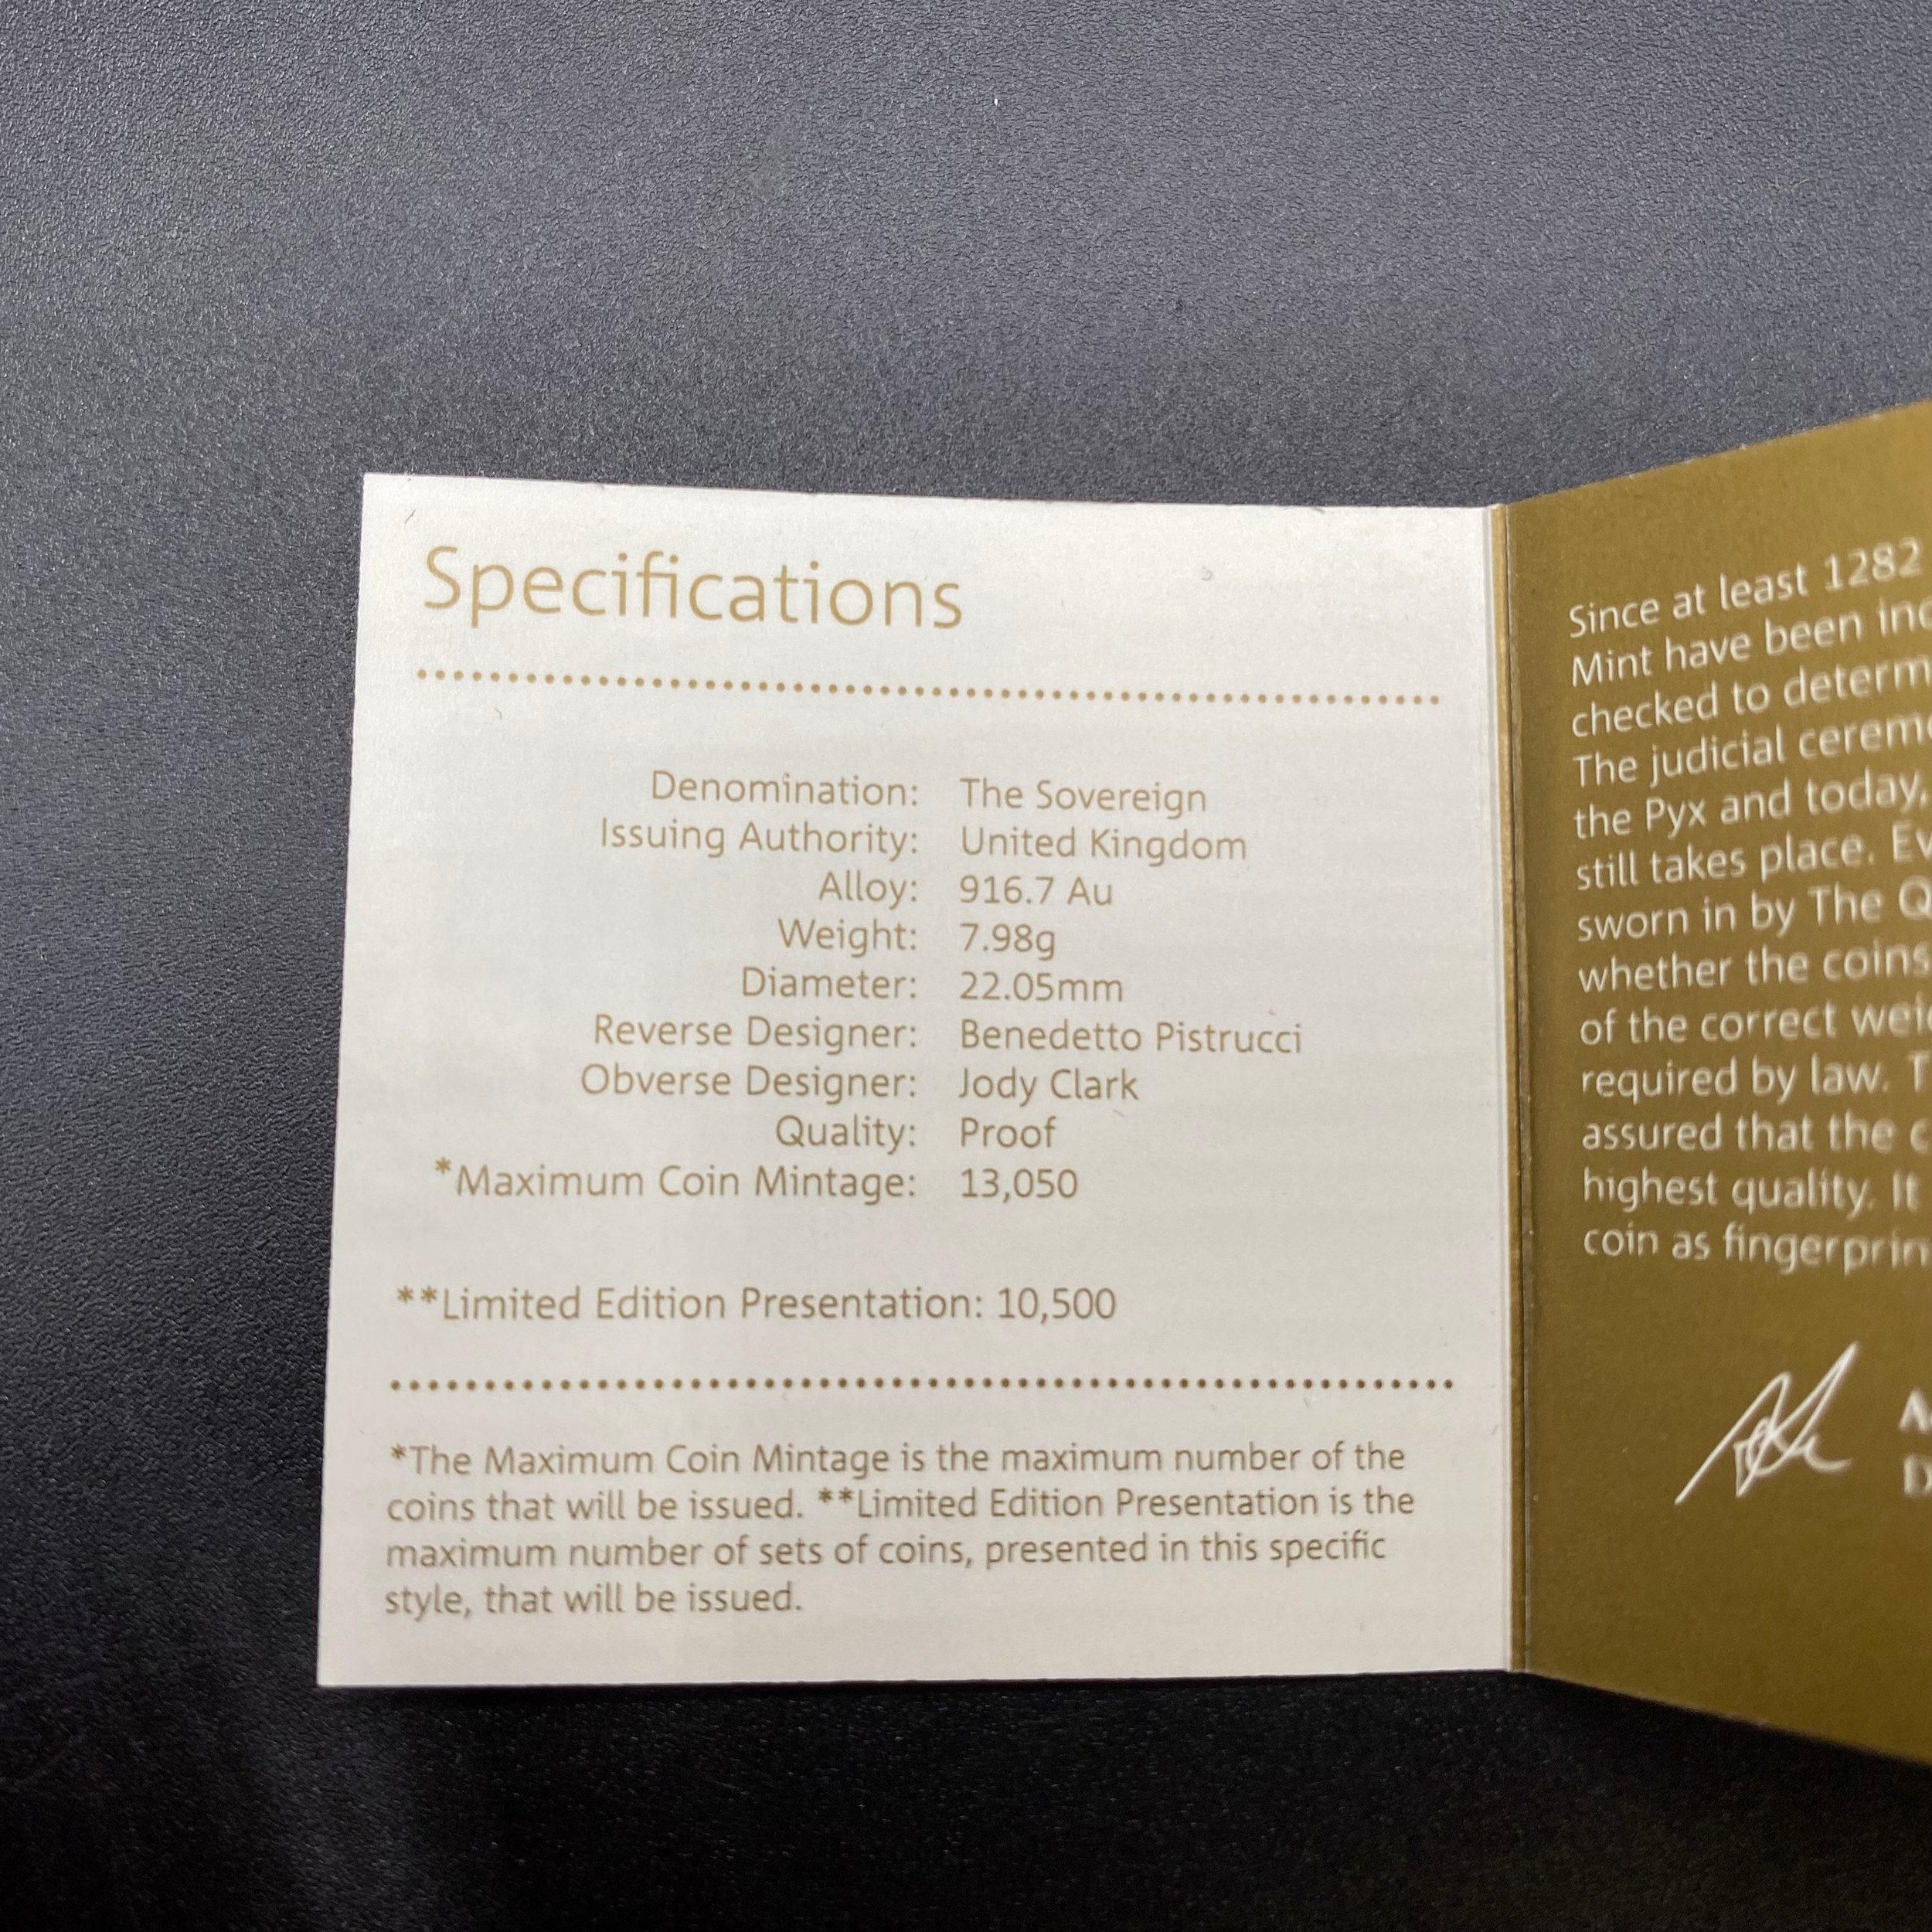 Specifications
Denomination: The Sovereign
Issuing Authority: United Kingdom
Alloy: 916.7 Au
Weight: 7.98g
Diameter: 22.05mm
Reverse Designer: Benedetto Pistrucci
Obverse Designer: Jody Clark
Quality: Proof
*Maximum Coin Mintage: 13,050
**Limited Edition Presentation: 10,500
*The Maximum Coin Mintage is the maximum number of the
coins that will be issued. **Limited Edition Presentation is the
maximum number of sets of coins, presented in this specific
style, that will be issued.
Since at least 1282
Mint have been
checked to
The judicial
the Pyx and today,
still takes place.
sworn in by The
whether the coins
of the correct
required by law.
assured that the
highest quality. It
coin as